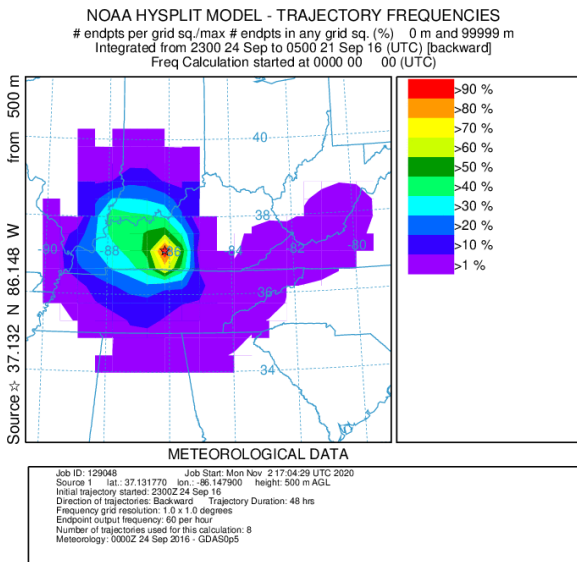 NOAA HYSPLIT MODEL - TRAJECTORY FREQUENCIES
# endpts per grid sq./max # endpts in any grid sq. (%) 0 m and 99999 m
Integrated from 2300 24 Sep to 0500 21 Sep 16 (UTC) [backward]
Freq Calculation started at 0000 00 00 (UTC)
Source ☆ 37.132 N 86.148 W from 500 m
40
38
-90
-88
-86
-84
-82
-80
36
34
>90 %
>80 %
>70 %
>60 %
>50 %
>40 %
>30 %
>20 %
>10 %
>1 %
METEOROLOGICAL DATA
Job ID: 129048 Job Start: Mon Nov 2 17:04:29 UTC 2020
Source 1 lat.: 37.131770 lon.: -86.147900 height: 500 m AGL
Initial trajectory started: 2300Z 24 Sep 16
Direction of trajectories: Backward Trajectory Duration: 48 hrs
Frequency grid resolution: 1.0 x 1.0 degrees
Endpoint output frequency: 60 per hour
Number of trajectories used for this calculation: 8
Meteorology: 0000Z 24 Sep 2016 - GDAS0p5